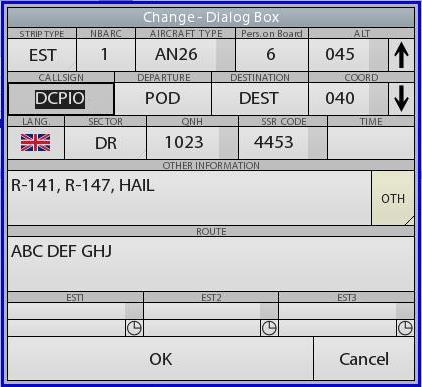 Change - Dialog Box
STRIP TYPE NBARC AIRCRAFT TYPE Pers.on Board ALT
EST 1 AN26 6 045
CALLSIGN DEPARTURE DESTINATION COORD
DCPIO POD DEST 040
LANG. SECTOR QNH SSR CODE TIME
DR 1023 4453
OTHER INFORMATION
R-141, R-147, HAIL
OTH
ROUTE
ABC DEF GHJ
EST1 EST2 EST3
OK Cancel